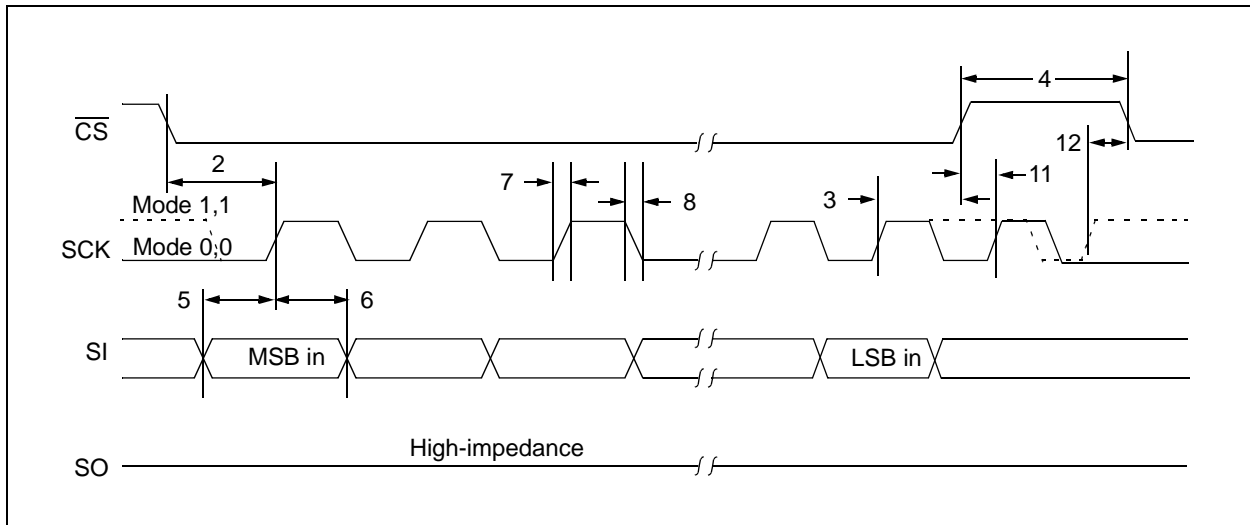 4
CS
12
2
7
11
Mode 1,1
8
3
SCK
Mode 0,0
5
6
SI
MSB in
LSB in
High-impedance
SO